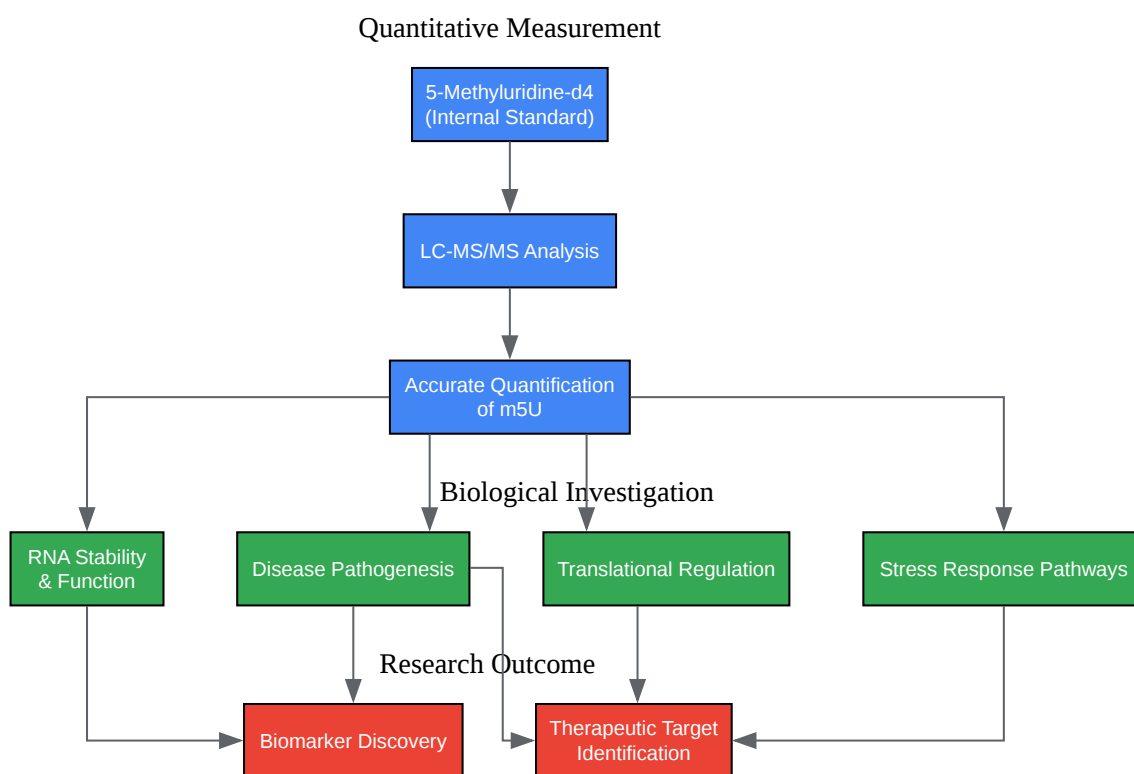 Quantitative Measurement
5-Methyluridine-d4
(Internal Standard)
LC-MS/MS Analysis
Accurate Quantification
of m5U
Biological Investigation
RNA Stability
& Function
Disease Pathogenesis
Translational Regulation
Stress Response Pathways
Research Outcome
Biomarker Discovery
Therapeutic Target
Identification